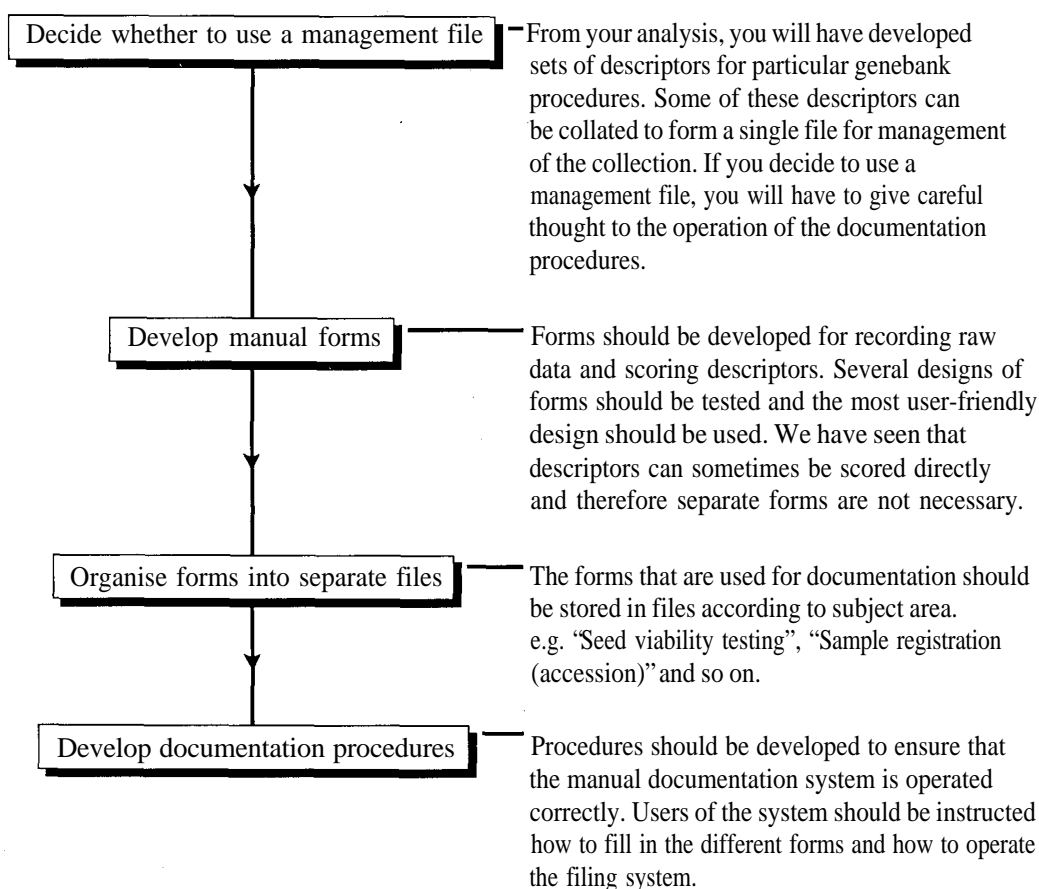 Decide whether to use a management file
From your analysis, you will have developed
sets of descriptors for particular genebank
procedures. Some of these descriptors can
be collated to form a single file for management
of the collection. If you decide to use a
management file, you will have to give careful
thought to the operation of the documentation
procedures.
Develop manual forms
Forms should be developed for recording raw
data and scoring descriptors. Several designs of
forms should be tested and the most user-friendly
design should be used. We have seen that
descriptors can sometimes be scored directly
and therefore separate forms are not necessary.
Organise forms into separate files
The forms that are used for documentation should
be stored in files according to subject area.
e.g. “Seed viability testing”, “Sample registration
(accession)” and so on.
Develop documentation procedures
Procedures should be developed to ensure that
the manual documentation system is operated
correctly. Users of the system should be instructed
how to fill in the different forms and how to operate
the filing system.